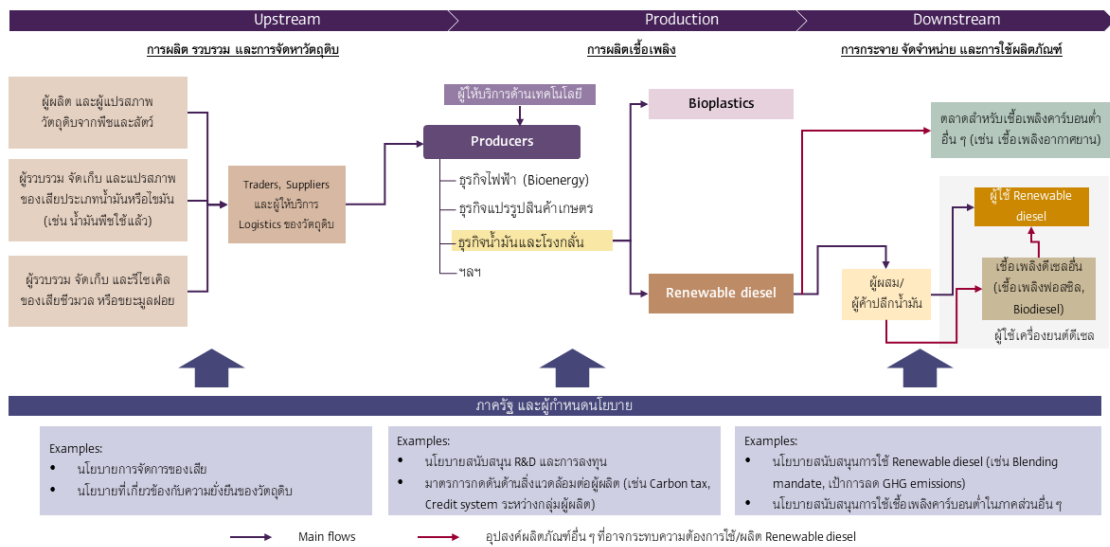 Upstream
Production
Downstream
การผลิต รวบรวม และการจัดหาวัตถุดิบ
การผลิตเชื้อเพลิง
การกระจาย จัดจำหน่าย และการใช้ผลิตภัณฑ์
ผู้ผลิต และผู้แปรสภาพ
วัตถุดิบจากพืชและสัตว์
ผู้รวบรวม จัดเก็บ และแปรสภาพ
ของเสียประเภทน้ำมันหรือไขมัน
(เช่น น้ำมันพืชใช้แล้ว)
ผู้รวบรวม จัดเก็บ และรีไซเคิล
ของเสียชีวมวล หรือขยะมูลฝอย
Traders, Suppliers
และผู้ให้บริการ
Logistics ของวัตถุดิบ
ผู้ให้บริการด้านเทคโนโลยี
Producers
ธุรกิจไฟฟ้า (Bioenergy)
ธุรกิจแปรรูปสินค้าเกษตร
ธุรกิจน้ำมันและโรงกลั่น
ฯลฯ
Bioplastics
Renewable diesel
ตลาดสำหรับเชื้อเพลิงคาร์บอนต่ำ
อื่น ๆ (เช่น เชื้อเพลิงอากาศยาน)
ผู้ใช้ Renewable
diesel
ผู้ผสม/
ผู้ค้าปลีกน้ำมัน
เชื้อเพลิงดีเซลอื่น
(เชื้อเพลิงฟอสซิล,
Biodiesel)
ผู้ใช้เครื่องยนต์ดีเซล
ภาครัฐ และผู้กำหนดนโยบาย
Examples:
• นโยบายการจัดการของเสีย
• นโยบายที่เกี่ยวข้องกับความยั่งยืนของวัตถุดิบ
Examples:
• นโยบายสนับสนุน R&D และการลงทุน
• มาตรการกดดันด้านสิ่งแวดล้อมต่อผู้ผลิต (เช่น Carbon tax,
Credit system ระหว่างกลุ่มผู้ผลิต)
Examples:
• นโยบายสนับสนุนการใช้ Renewable diesel (เช่น Blending
mandate, เป้าการลด GHG emissions)
• นโยบายสนับสนุนการใช้เชื้อเพลิงคาร์บอนต่ำในภาคส่วนอื่น ๆ
Main flows
อุปสงค์ผลิตภัณฑ์อื่น ๆ ที่อาจกระทบความต้องการใช้/ผลิต Renewable diesel